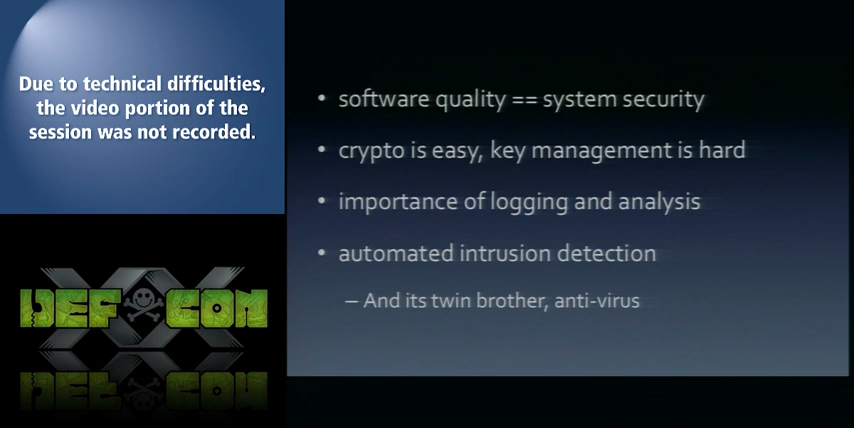 Due to technical difficulties,
the video portion of the
session was not recorded.
XX
DEF CON
• software quality == system security
• crypto is easy, key management is hard
• importance of logging and analysis
• automated intrusion detection
– And its twin brother, anti-virus